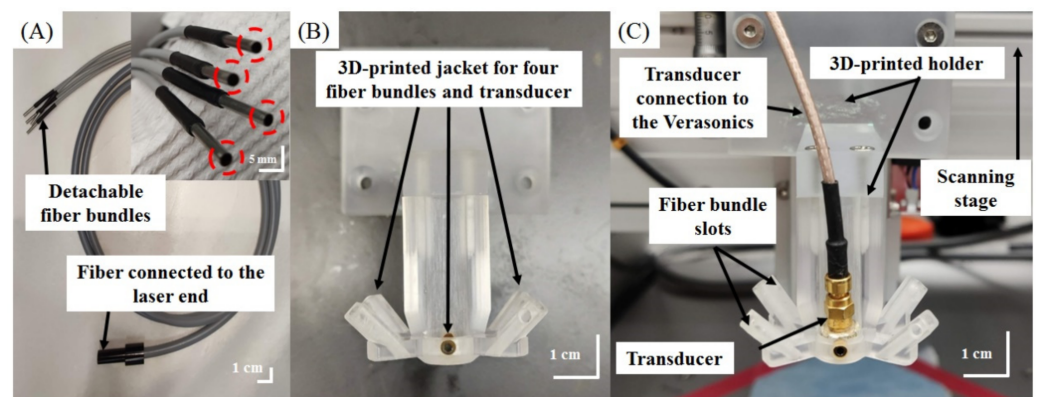 (A)
5 mm
Detachable
fiber bundles
Fiber connected to the
laser end
1 cm
(B)
3D-printed jacket for four
fiber bundles and transducer
1 cm
(C)
Transducer
connection to
the Verasonics
3D-printed holder
Scanning
stage
Fiber bundle
slots
Transducer
1 cm